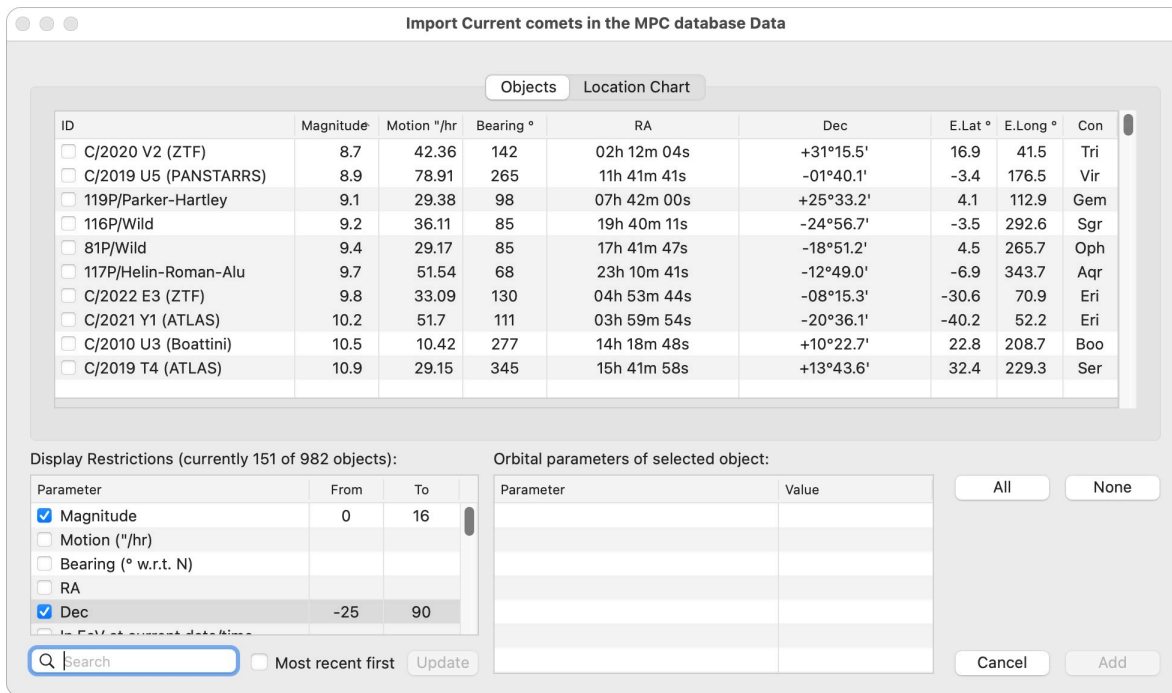 Import Current comets in the MPC database Data
Objects Location Chart
ID Magnitude Motion "/hr Bearing ° RA Dec E.Lat ° E.Long ° Con
C/2020 V2 (ZTF) 8.7 42.36 142 02h 12m 04s +31°15.5' 16.9 41.5 Tri
C/2019 U5 (PANSTARRS) 8.9 78.91 265 11h 41m 41s -01°40.1' -3.4 176.5 Vir
119P/Parker-Hartley 9.1 29.38 98 07h 42m 00s +25°33.2' 4.1 112.9 Gem
116P/Wild 9.2 36.11 85 19h 40m 11s -24°56.7' -3.5 292.6 Sgr
81P/Wild 9.4 29.17 85 17h 41m 47s -18°51.2' 4.5 265.7 Oph
117P/Helin-Roman-Alu 9.7 51.54 68 23h 10m 41s -12°49.0' -6.9 343.7 Aqr
C/2022 E3 (ZTF) 9.8 33.09 130 04h 53m 44s -08°15.3' -30.6 70.9 Eri
C/2021 Y1 (ATLAS) 10.2 51.7 111 03h 59m 54s -20°36.1' -40.2 52.2 Eri
C/2010 U3 (Boattini) 10.5 10.42 277 14h 18m 48s +10°22.7' 22.8 208.7 Boo
C/2019 T4 (ATLAS) 10.9 29.15 345 15h 41m 58s +13°43.6' 32.4 229.3 Ser
Display Restrictions (currently 151 of 982 objects): Orbital parameters of selected object:
Parameter From To Parameter Value All None
Magnitude 0 16
Motion ("/hr)
Bearing (° w.r.t. N)
RA
Dec -25 90
In FoV at current date/time
Search Most recent first Update Cancel Add